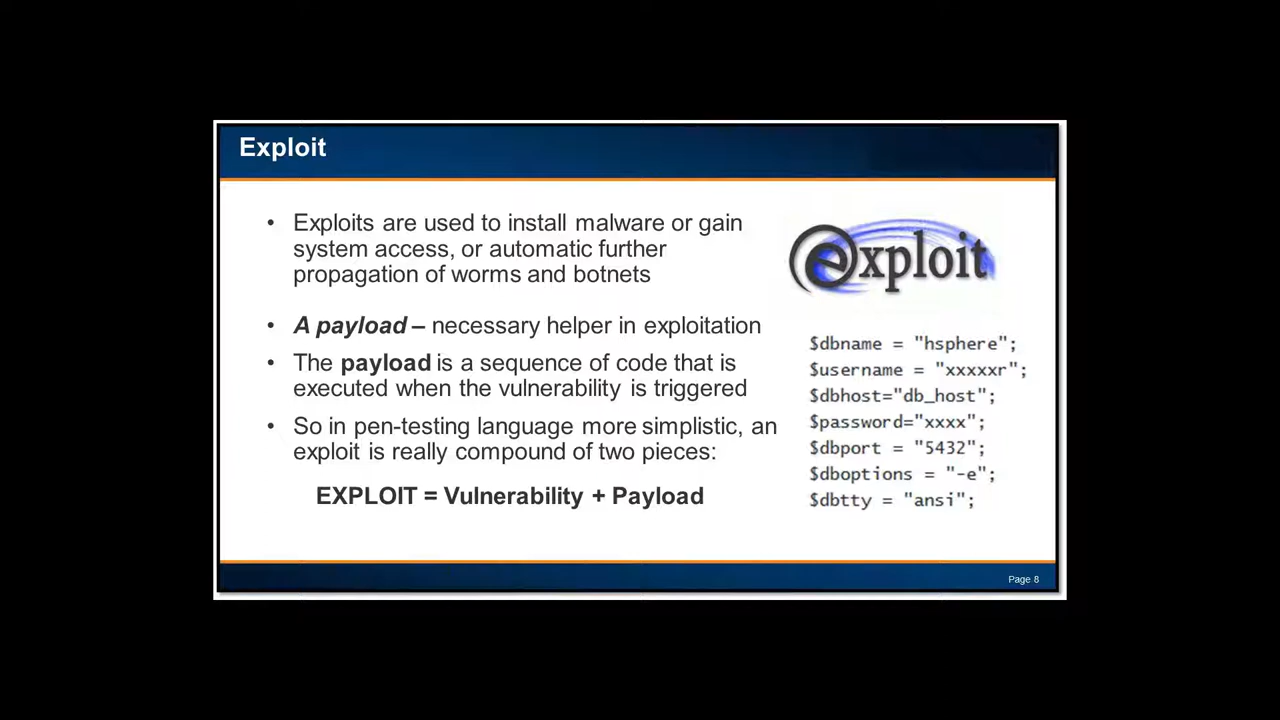 Exploit
• Exploits are used to install malware or gain
system access, or automatic further
propagation of worms and botnets
• A payload – necessary helper in exploitation
• The payload is a sequence of code that is
executed when the vulnerability is triggered
• So in pen-testing language more simplistic, an
exploit is really compound of two pieces:
EXPLOIT = Vulnerability + Payload
exploit
$dbname = "hsphere";
$username = "xxxxxr";
$dbhost="db_host";
$password="xxxx";
$dbport = "5432";
$dboptions = "-e";
$dbtty = "ansi";
Page 8